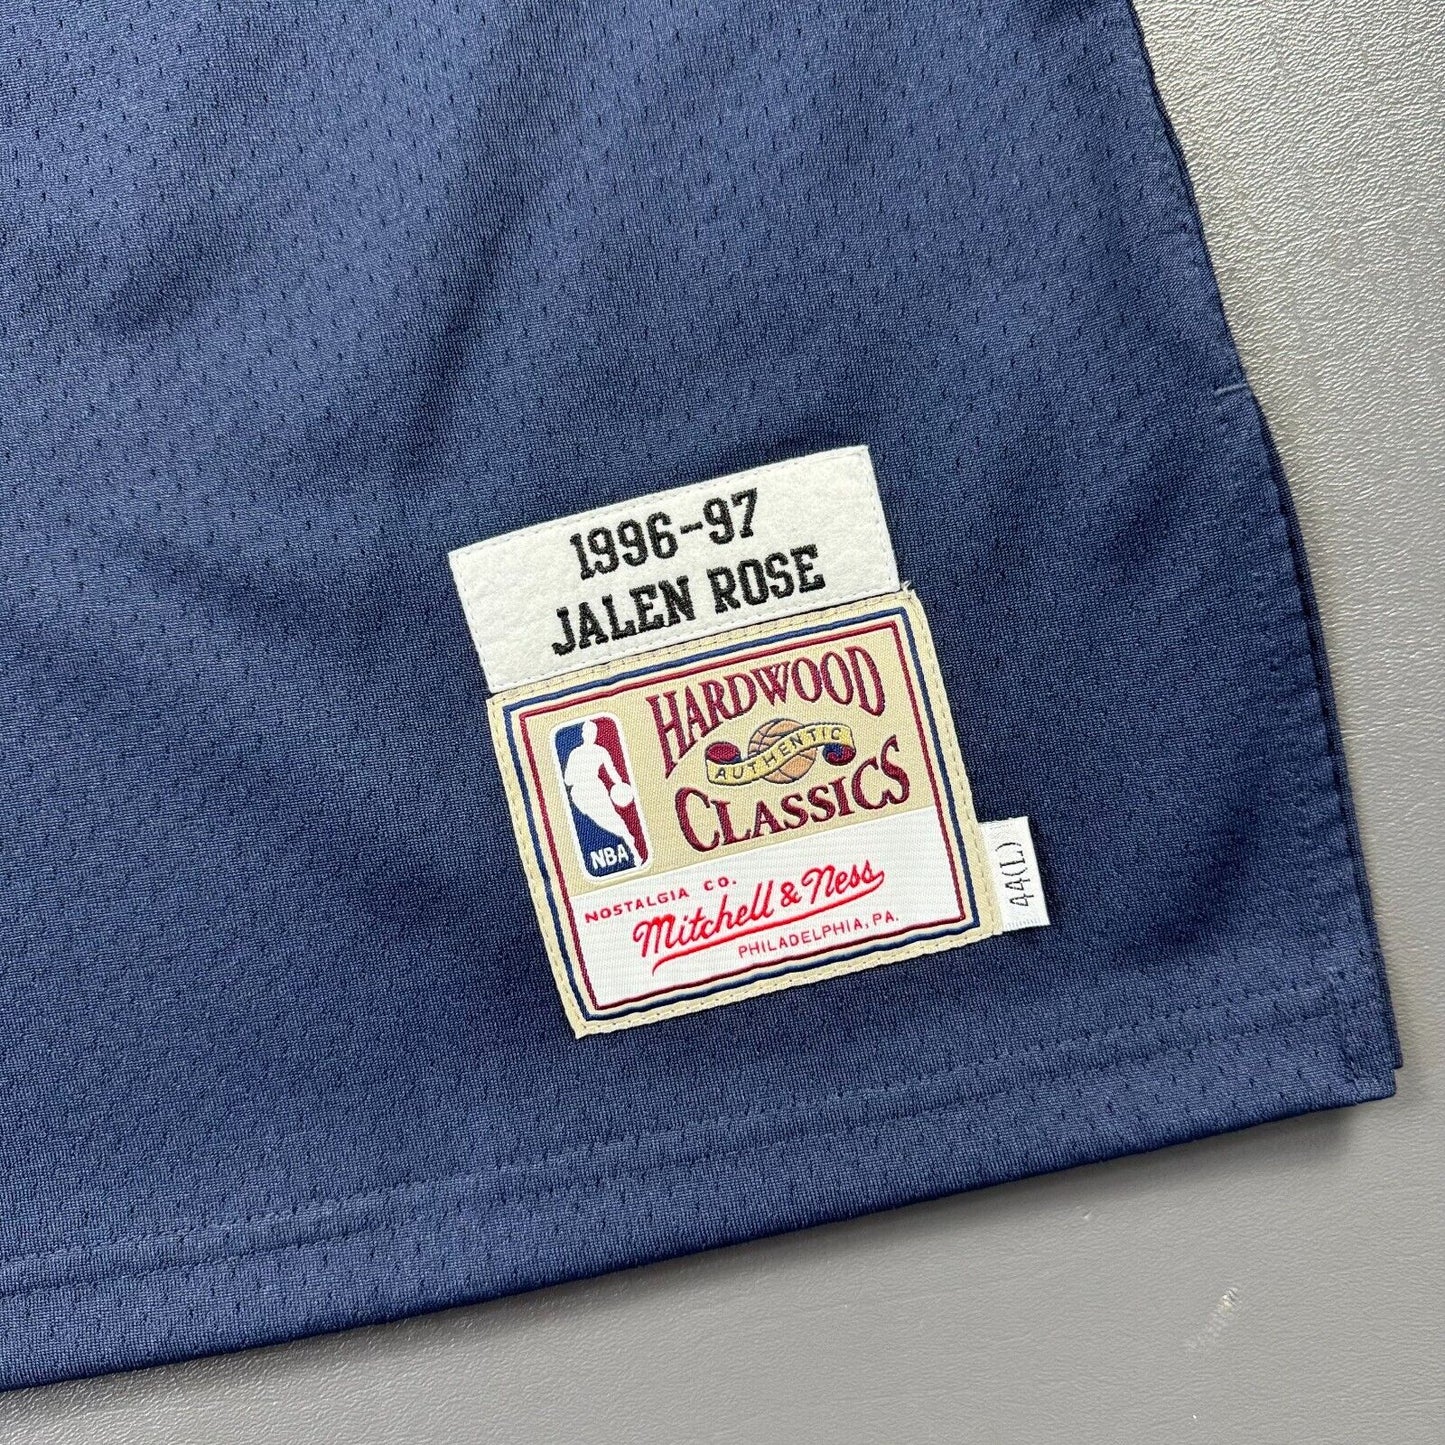 1996-97
JALEN ROSE
HARDWOOD
AUTHENTIC
CLASSICS
NBA
NOSTALGIA CO.
Mitchell & Ness
PHILADELPHIA, PA.
44(L)